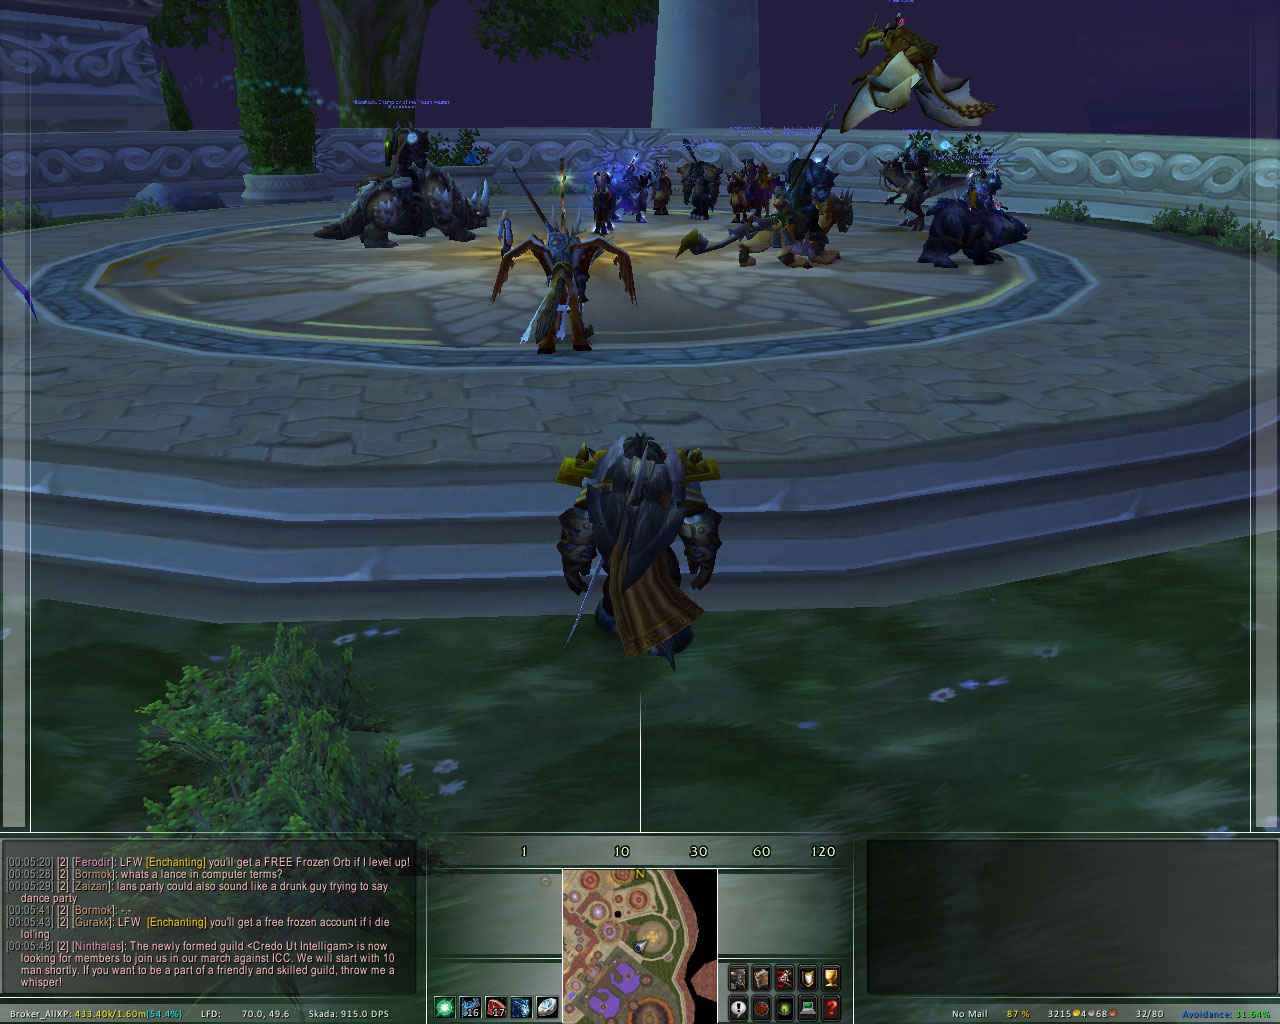 Champion of the Frozen Wastes
[00:05:20] [2] [Ferodir]: LFW [Enchanting] you'll get a FREE Frozen Orb if I level up!
[00:05:28] [2] [Bormok]: whats a lance in computer terms?
[00:05:29] [2] [Zaizan]: lans party could also sound like a drunk guy trying to say
dance party
[00:05:41] [2] [Bormok]: -.-
[00:05:43] [2] [Gurakk]: LFW [Enchanting] you'll get a free frozen account if i die
lol'ing
[00:05:48] [2] [Ninthalas]: The newly formed guild <Credo Ut Intelligam> is now
looking for members to join us in our march against ICC. We will start with 10
man shortly. If you want to be a part of a friendly and skilled guild, throw me a
whisper!
1 10 30 60 120
N
16 17
Broker_AllXP: 433.40k/1.60m(54.4%) LFD: 70.0, 49.6 Skada: 915.0 DPS
No Mail 87 % 3215 4 68 32/80 Avoidance: 31.64%